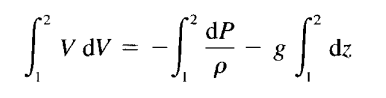 ∫₁² V dV = − ∫₁² dP/ρ − g ∫₁² dz